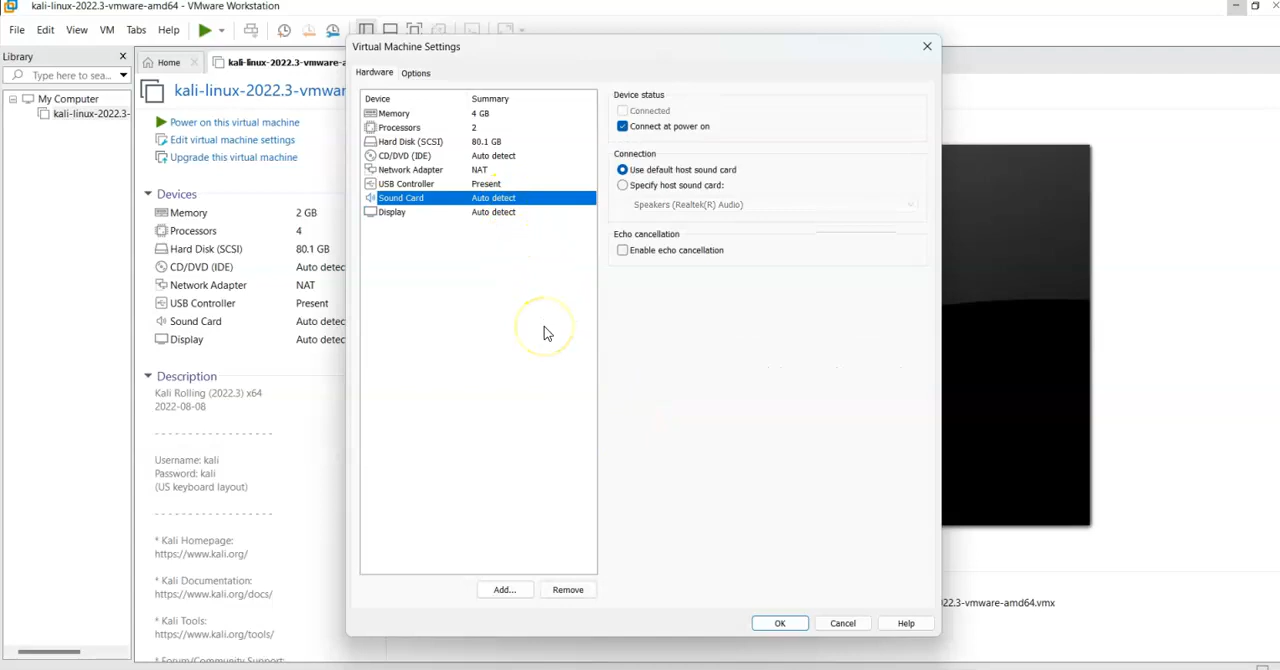 kali-linux-2022.3-vmware-amd64 - VMware Workstation
File Edit View VM Tabs Help
Library
Type here to sea...
My Computer
kali-linux-2022.3-
Home
kali-linux-2022.3-vmware-a
kali-linux-2022.3-vmwar
Power on this virtual machine
Edit virtual machine settings
Upgrade this virtual machine
Devices
Memory 2 GB
Processors 4
Hard Disk (SCSI) 80.1 GB
CD/DVD (IDE) Auto detec
Network Adapter NAT
USB Controller Present
Sound Card Auto detec
Display Auto detec
Description
Kali Rolling (2022.3) x64
2022-08-08
- - - - - - - - - - - - - - - - - -
Username: kali
Password: kali
(US keyboard layout)
- - - - - - - - - - - - - - - - - -
* Kali Homepage:
https://www.kali.org/
* Kali Documentation:
https://www.kali.org/docs/
* Kali Tools:
https://www.kali.org/tools/
* Forum/Community Support:
Virtual Machine Settings
Hardware Options
Device Summary
Memory 4 GB
Processors 2
Hard Disk (SCSI) 80.1 GB
CD/DVD (IDE) Auto detect
Network Adapter NAT
USB Controller Present
Sound Card Auto detect
Display Auto detect
Add... Remove
Device status
Connected
Connect at power on
Connection
Use default host sound card
Specify host sound card:
Speakers (Realtek(R) Audio)
Echo cancellation
Enable echo cancellation
OK Cancel Help
022.3-vmware-amd64.vmx